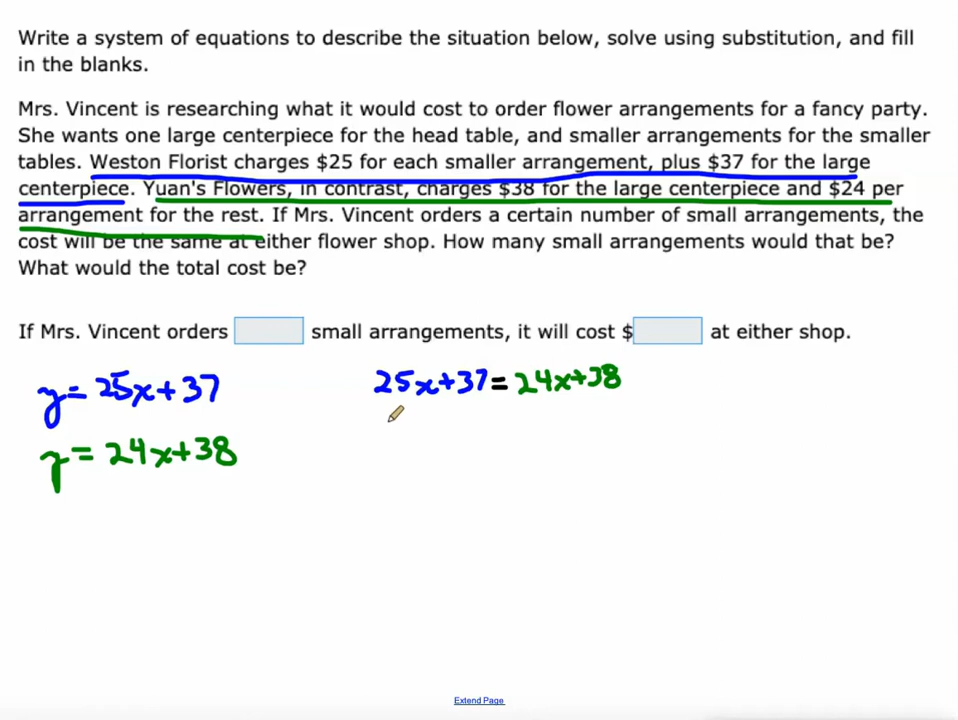 Write a system of equations to describe the situation below, solve using substitution, and fill
in the blanks.
Mrs. Vincent is researching what it would cost to order flower arrangements for a fancy party.
She wants one large centerpiece for the head table, and smaller arrangements for the smaller
tables. Weston Florist charges $25 for each smaller arrangement, plus $37 for the large
centerpiece. Yuan's Flowers, in contrast, charges $38 for the large centerpiece and $24 per
arrangement for the rest. If Mrs. Vincent orders a certain number of small arrangements, the
cost will be the same at either flower shop. How many small arrangements would that be?
What would the total cost be?
If Mrs. Vincent orders small arrangements, it will cost $ at either shop.
y=25x+37
25x+37=24x+38
y=24x+38
Extend Page